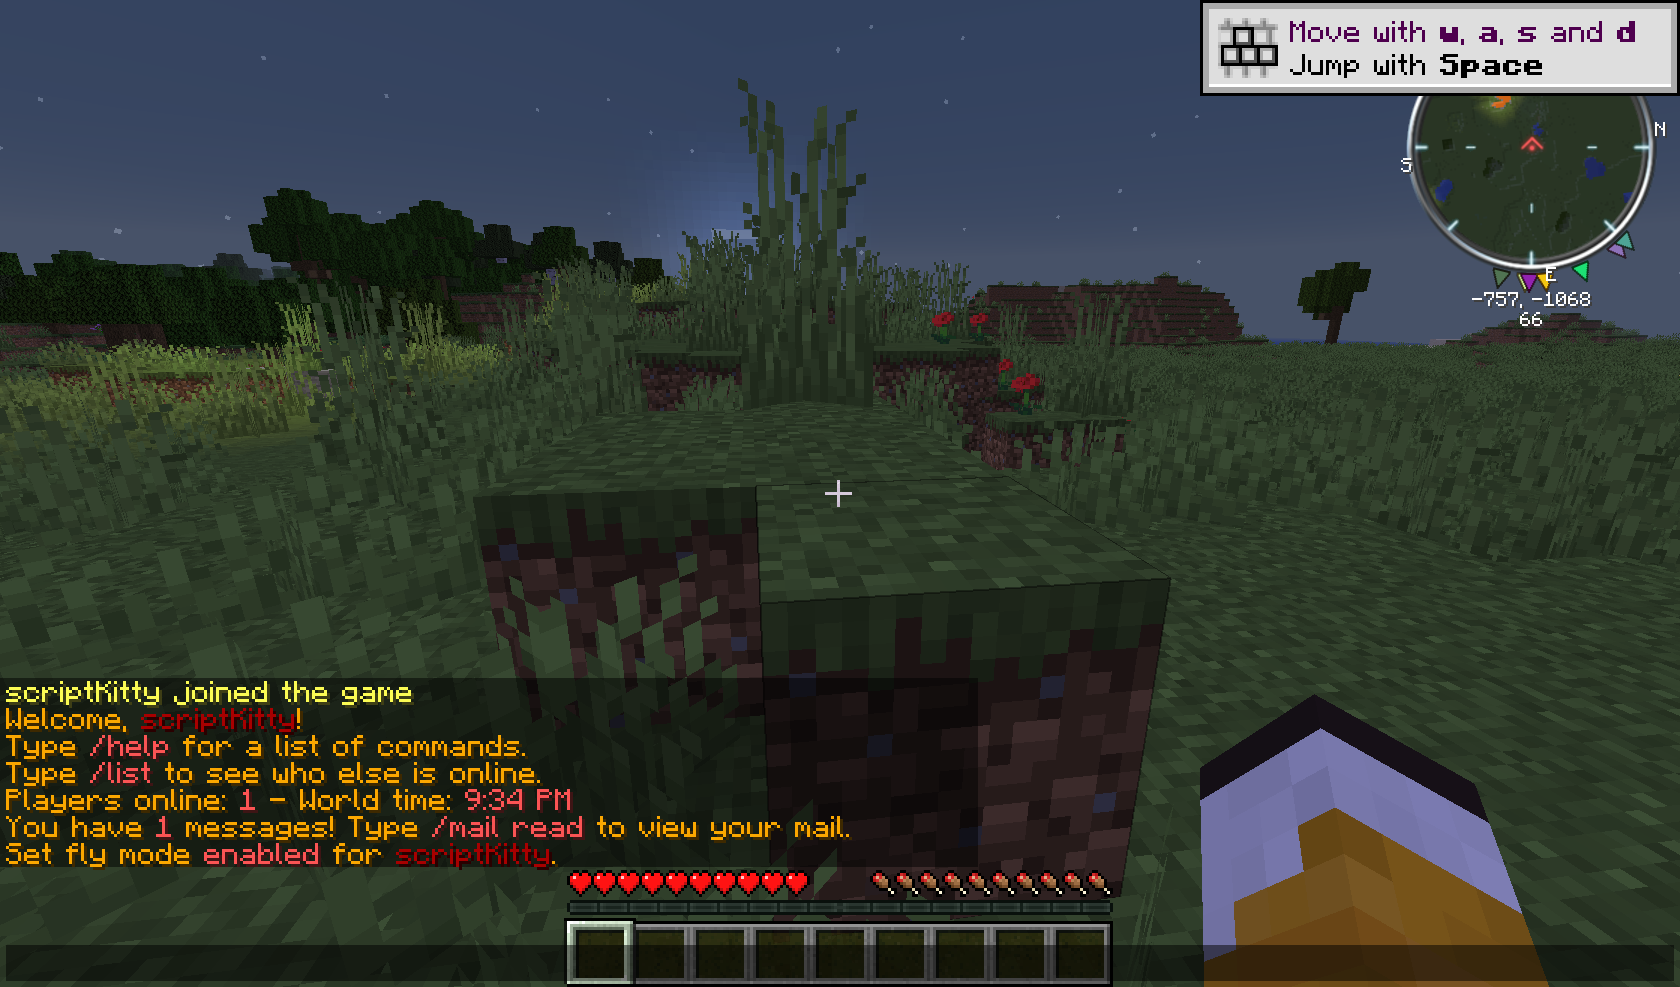 Move with w, a, s and d
Jump with Space
N
S
E
-757, -1068
66
scriptKitty joined the game
Welcome, scriptKitty!
Type /help for a list of commands.
Type /list to see who else is online.
Players online: 1 - World time: 9:34 PM
You have 1 messages! Type /mail read to view your mail.
Set fly mode enabled for scriptKitty.